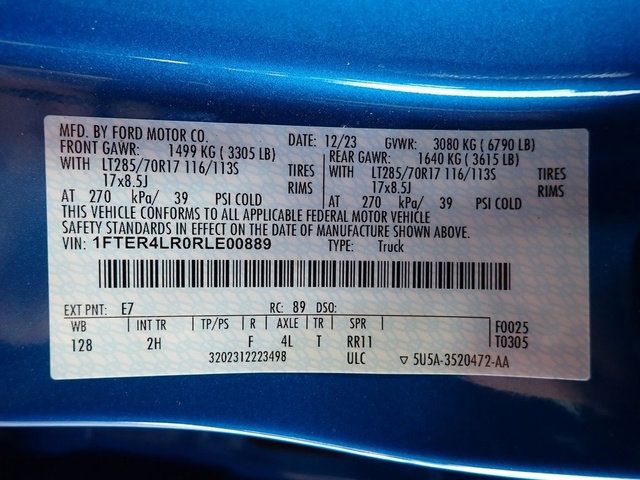 MFD. BY FORD MOTOR CO. DATE: 12/23 GVWR: 3080 KG ( 6790 LB)
FRONT GAWR: 1499 KG ( 3305 LB) REAR GAWR: 1640 KG ( 3615 LB)
WITH LT285/70R17 116/113S TIRES WITH LT285/70R17 116/113S TIRES
17x8.5J RIMS 17x8.5J RIMS
AT 270 kPa/ 39 PSI COLD AT 270 kPa/ 39 PSI COLD
THIS VEHICLE CONFORMS TO ALL APPLICABLE FEDERAL MOTOR VEHICLE
SAFETY STANDARDS IN EFFECT ON THE DATE OF MANUFACTURE SHOWN ABOVE.
VIN: 1FTER4LR0RLE00889 TYPE: Truck
EXT PNT: E7 RC: 89 DSO:
WB INT TR TP/PS R AXLE TR SPR F0025
128 2H F 4L T RR11 T0305
3202312223498 ULC ▽ 5U5A-3520472-AA